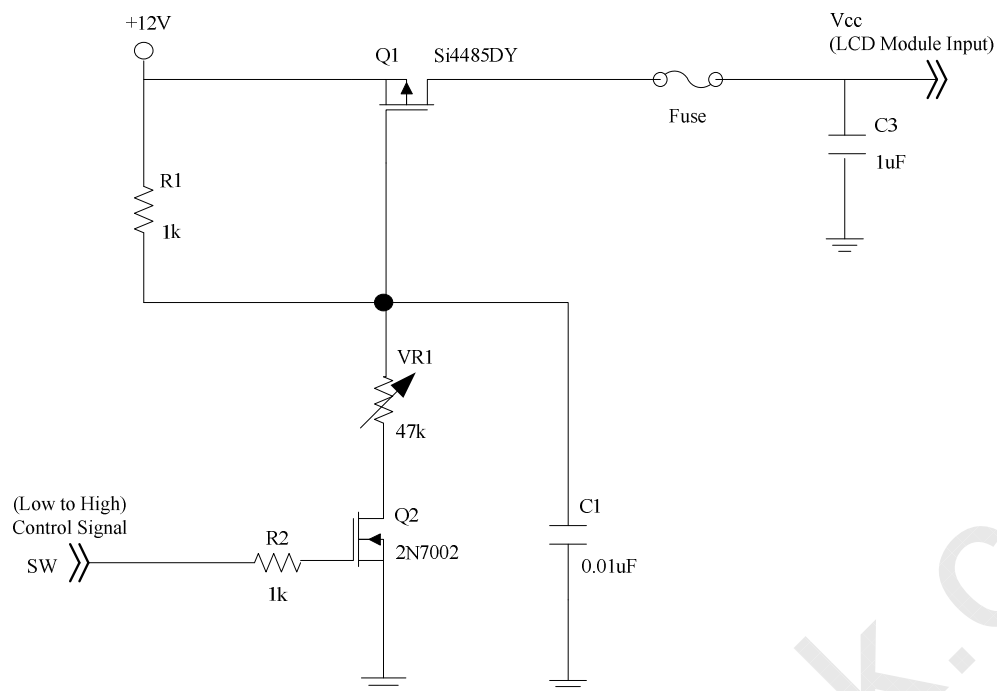 +12V
Vcc
(LCD Module Input)
Q1
Si4485DY
Fuse
C3
1uF
R1
1k
VR1
47k
(Low to High)
Control Signal
SW
R2
1k
Q2
2N7002
C1
0.01uF